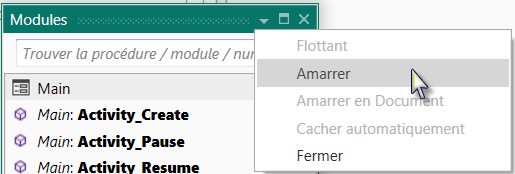 Modules
Trouver la procédure / module / nur
Main
Main: Activity_Create
Main: Activity_Pause
Main: Activity_Resume
Flottant
Amarrer
Amarrer en Document
Cacher automatiquement
Fermer